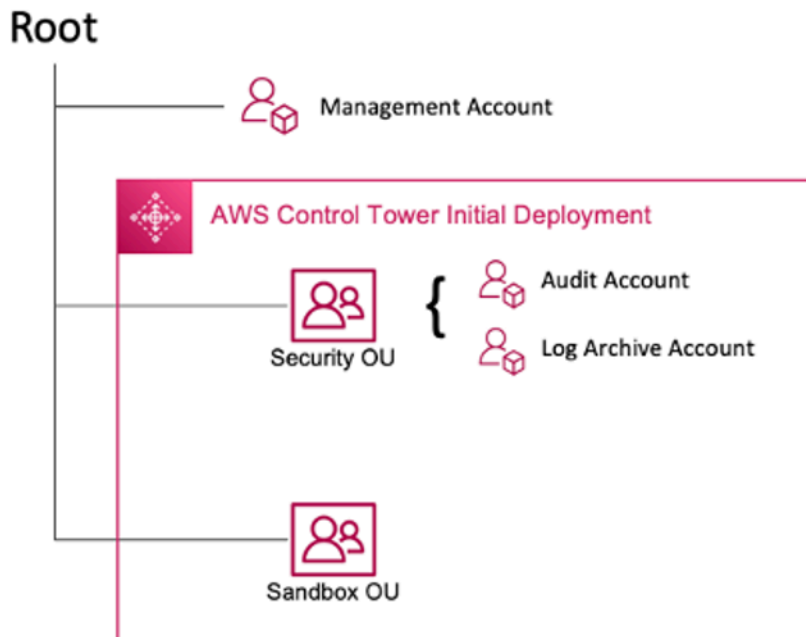 Root
Management Account
AWS Control Tower Initial Deployment
Audit Account
Security OU
Log Archive Account
Sandbox OU